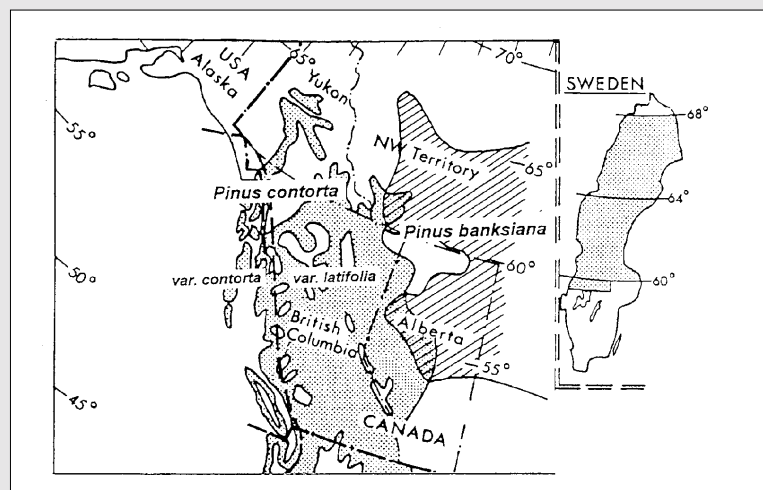 USA
Alaska
65°
Yukon
70°
SWEDEN
55°
68°
NW Territory
65°
Pinus contorta
64°
Pinus banksiana
50°
var. contorta
var. latifolia
60°
60°
British
Columbia
Alberta
55°
45°
CANADA